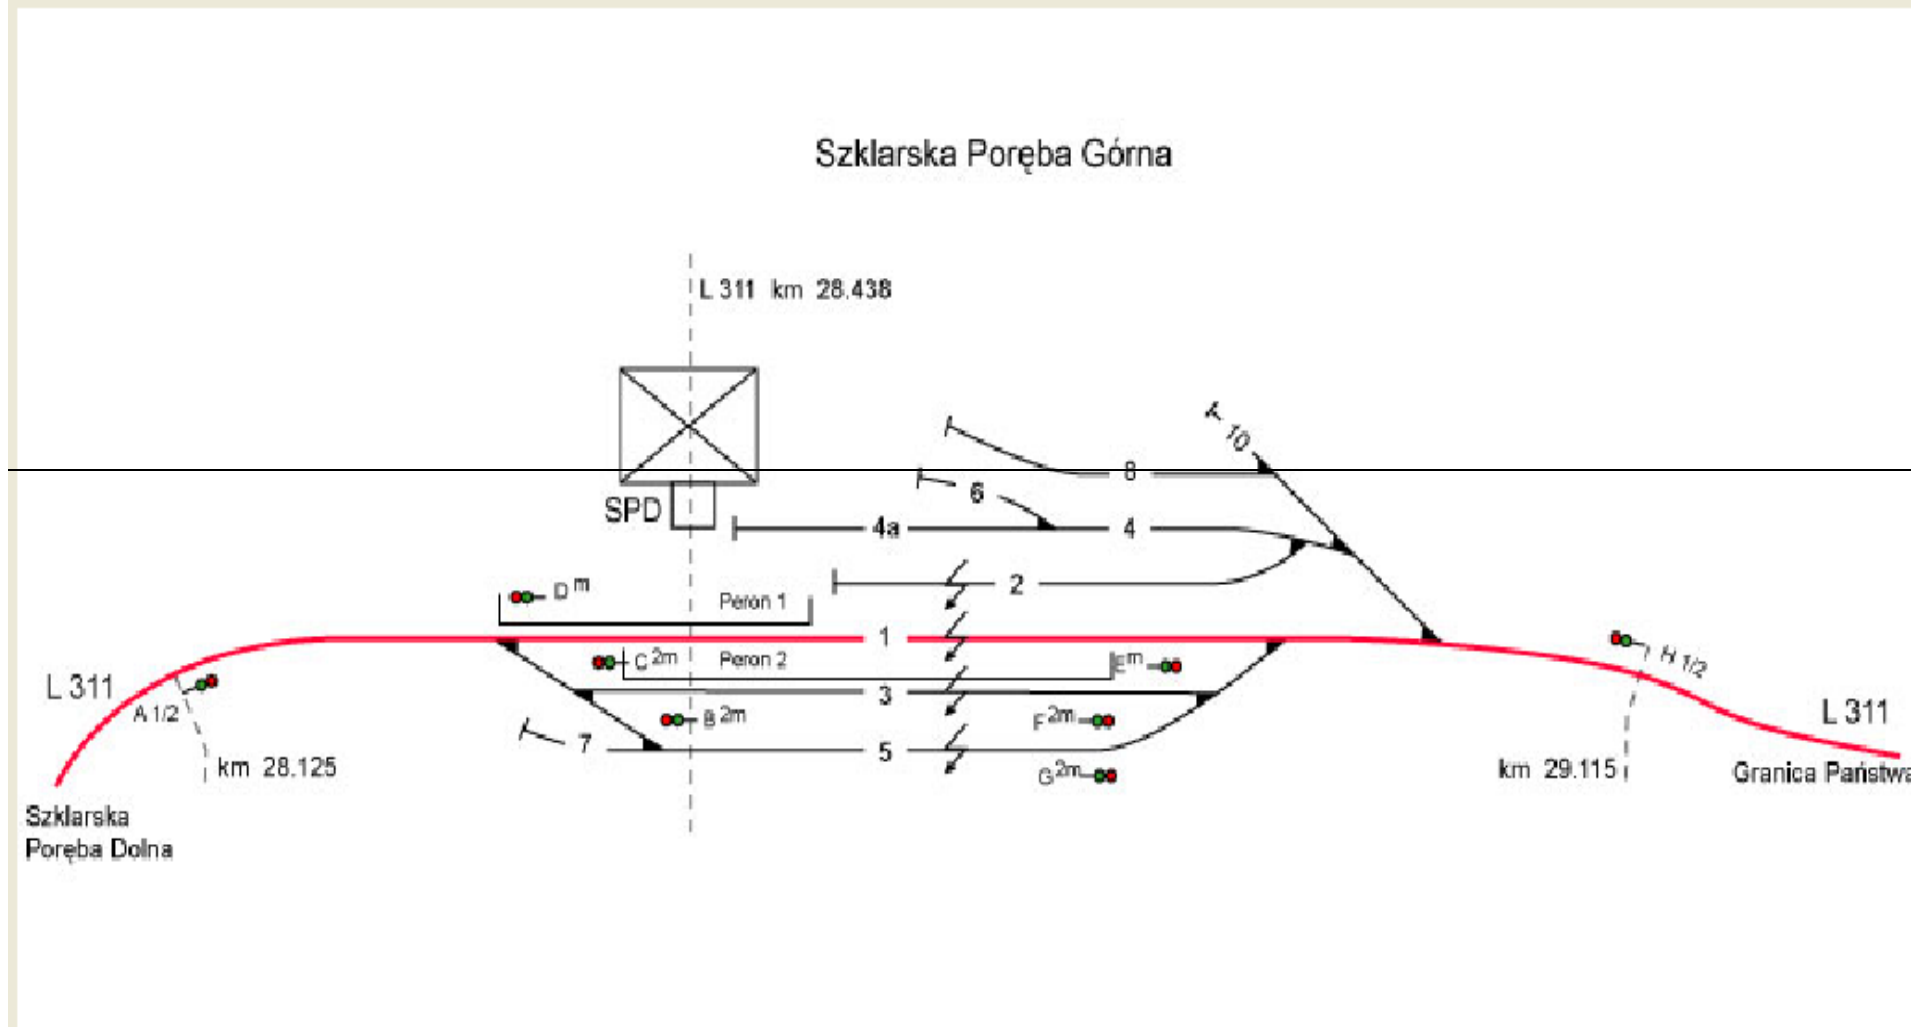 Szklarska Poręba Górna
L 311 km 28.438
10
8
6
SPD
4a
4
2
D m
Peron 1
1
C 2m
Peron 2
E m
H 1/2
L 311
A 1/2
3
B 2m
F 2m
L 311
7
5
km 28.125
G 2m
km 29.115
Granica Państwa
Szklarska
Poręba Dolna